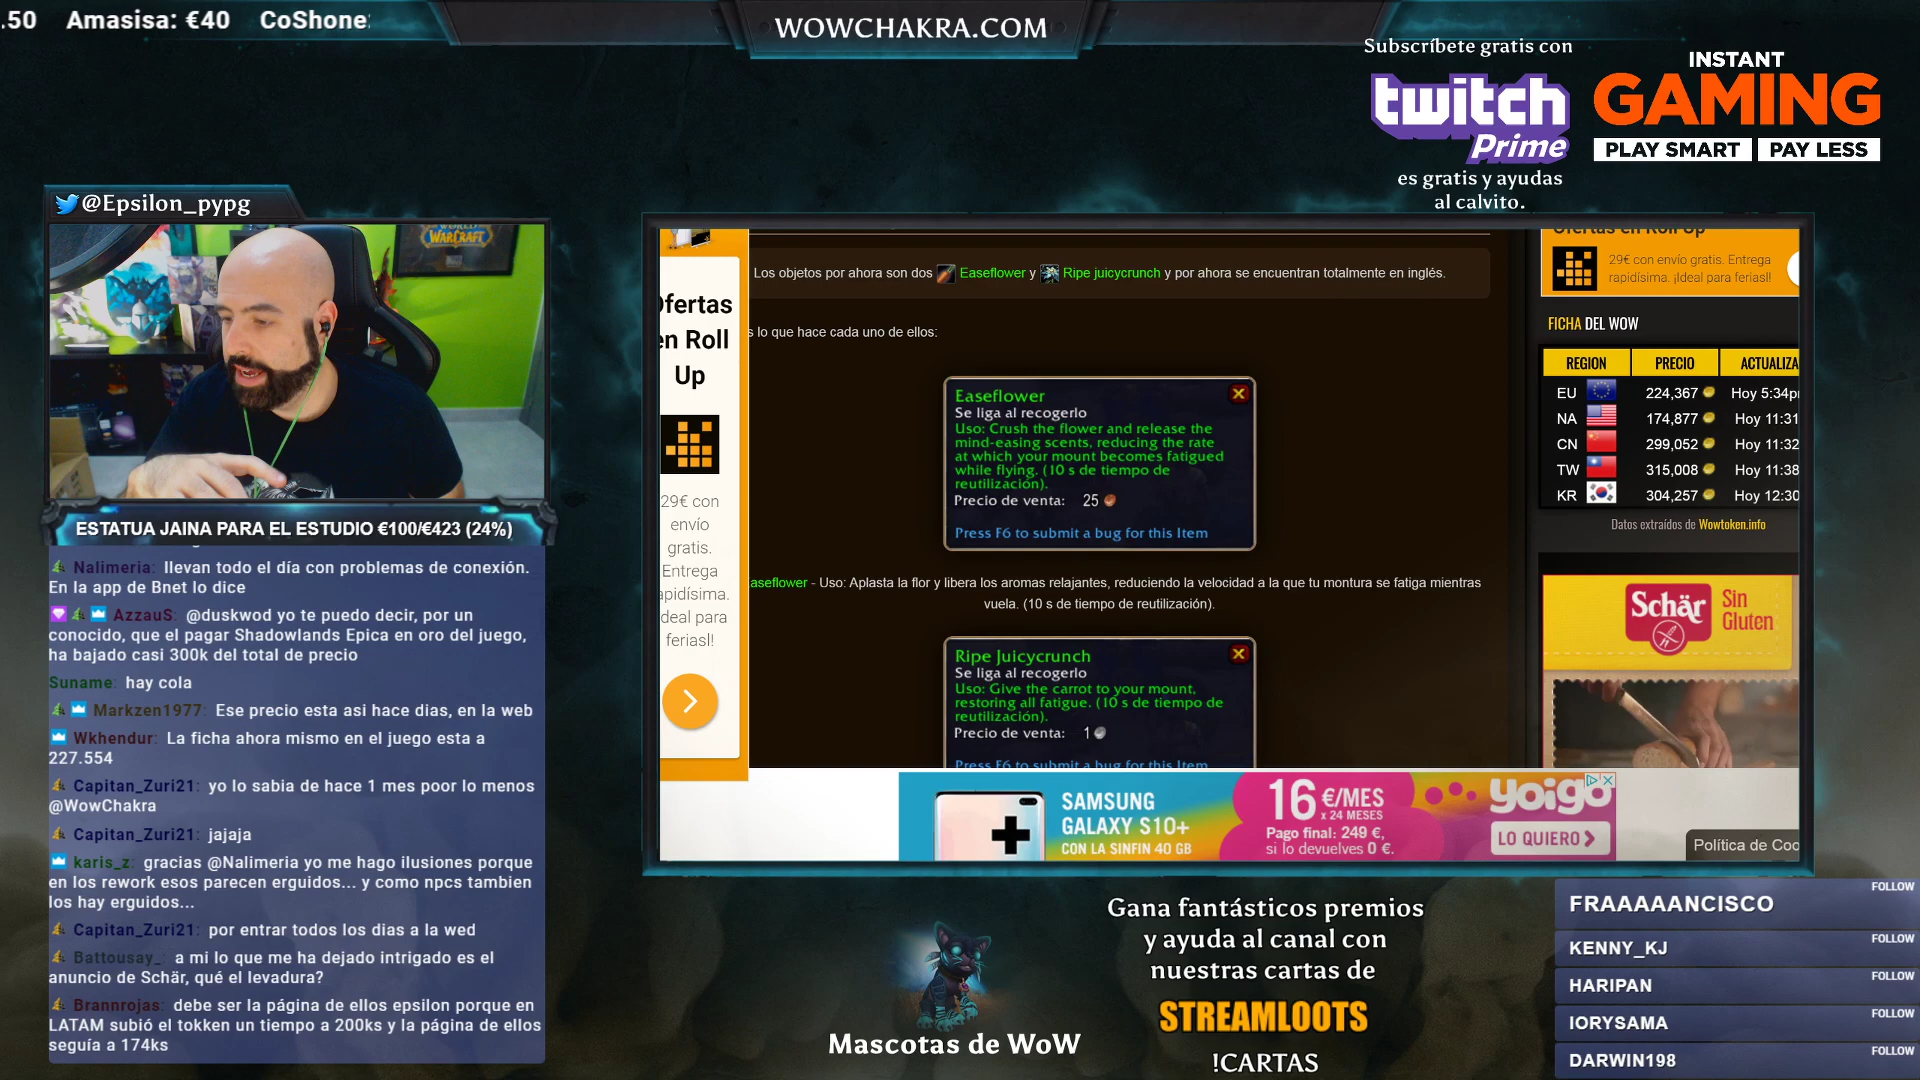 .50 Amasisa: €40 CoShone
WOWCHAKRA.COM
Subscríbete gratis con
twitch
Prime
es gratis y ayudas
al calvito.
INSTANT
GAMING
PLAY SMART PAY LESS
@Epsilon_pypg
WORLD
WARCRAFT
ESTATUA JAINA PARA EL ESTUDIO €100/€423 (24%)
Nalimeria: llevan todo el día con problemas de conexión.
En la app de Bnet lo dice
AzzauS: @duskwod yo te puedo decir, por un
conocido, que el pagar Shadowlands Epica en oro del juego,
ha bajado casi 300k del total de precio
Suname: hay cola
Markzen1977: Ese precio esta asi hace dias, en la web
Wkhendur: La ficha ahora mismo en el juego esta a
227.554
Capitan_Zuri21: yo lo sabia de hace 1 mes poor lo menos
@WowChakra
Capitan_Zuri21: jajaja
karis_z: gracias @Nalimeria yo me hago ilusiones porque
en los rework esos parecen erguidos... y como npcs tambien
los hay erguidos...
Capitan_Zuri21: por entrar todos los dias a la wed
Battousay_: a mi lo que me ha dejado intrigado es el
anuncio de Schär, qué el levadura?
Brannrojas: debe ser la página de ellos epsilon porque en
LATAM subió el tokken un tiempo a 200ks y la página de ellos
seguía a 174ks
Ofertas
en Roll
Up
29€ con
envío
gratis.
Entrega
rapidísima.
Ideal para
ferias!!
Los objetos por ahora son dos Easeflower y Ripe juicycrunch y por ahora se encuentran totalmente en inglés.
s lo que hace cada uno de ellos:
Easeflower
Se liga al recogerlo
Uso: Crush the flower and release the
mind-easing scents, reducing the rate
at which your mount becomes fatigued
while flying. (10 s de tiempo de
reutilización).
Precio de venta: 25
Press F6 to submit a bug for this Item
aseflower - Uso: Aplasta la flor y libera los aromas relajantes, reduciendo la velocidad a la que tu montura se fatiga mientras
vuela. (10 s de tiempo de reutilización).
Ripe Juicycrunch
Se liga al recogerlo
Uso: Give the carrot to your mount,
restoring all fatigue. (10 s de tiempo de
reutilización).
Precio de venta: 1
Press F6 to submit a bug for this Item
Ofertas en Roll Up
29€ con envío gratis. Entrega
rapidísima. ¡Ideal para ferias!!
FICHA DEL WOW
REGION PRECIO ACTUALIZA
EU 224,367 Hoy 5:34p
NA 174,877 Hoy 11:31
CN 299,052 Hoy 11:32
TW 315,008 Hoy 11:38
KR 304,257 Hoy 12:30
Datos extraídos de Wowtoken.info
Schär
Sin
Gluten
SAMSUNG
GALAXY S10+
CON LA SINFIN 40 GB
16 €/MES
x 24 MESES
Pago final: 249 €,
si lo devuelves 0 €.
yoigo
LO QUIERO
Política de Coo
Mascotas de WoW
Gana fantásticos premios
y ayuda al canal con
nuestras cartas de
STREAMLOOTS
!CARTAS
FRAAAAANCISCO FOLLOW
KENNY_KJ FOLLOW
HARIPAN FOLLOW
IORYSAMA FOLLOW
DARWIN198 FOLLOW